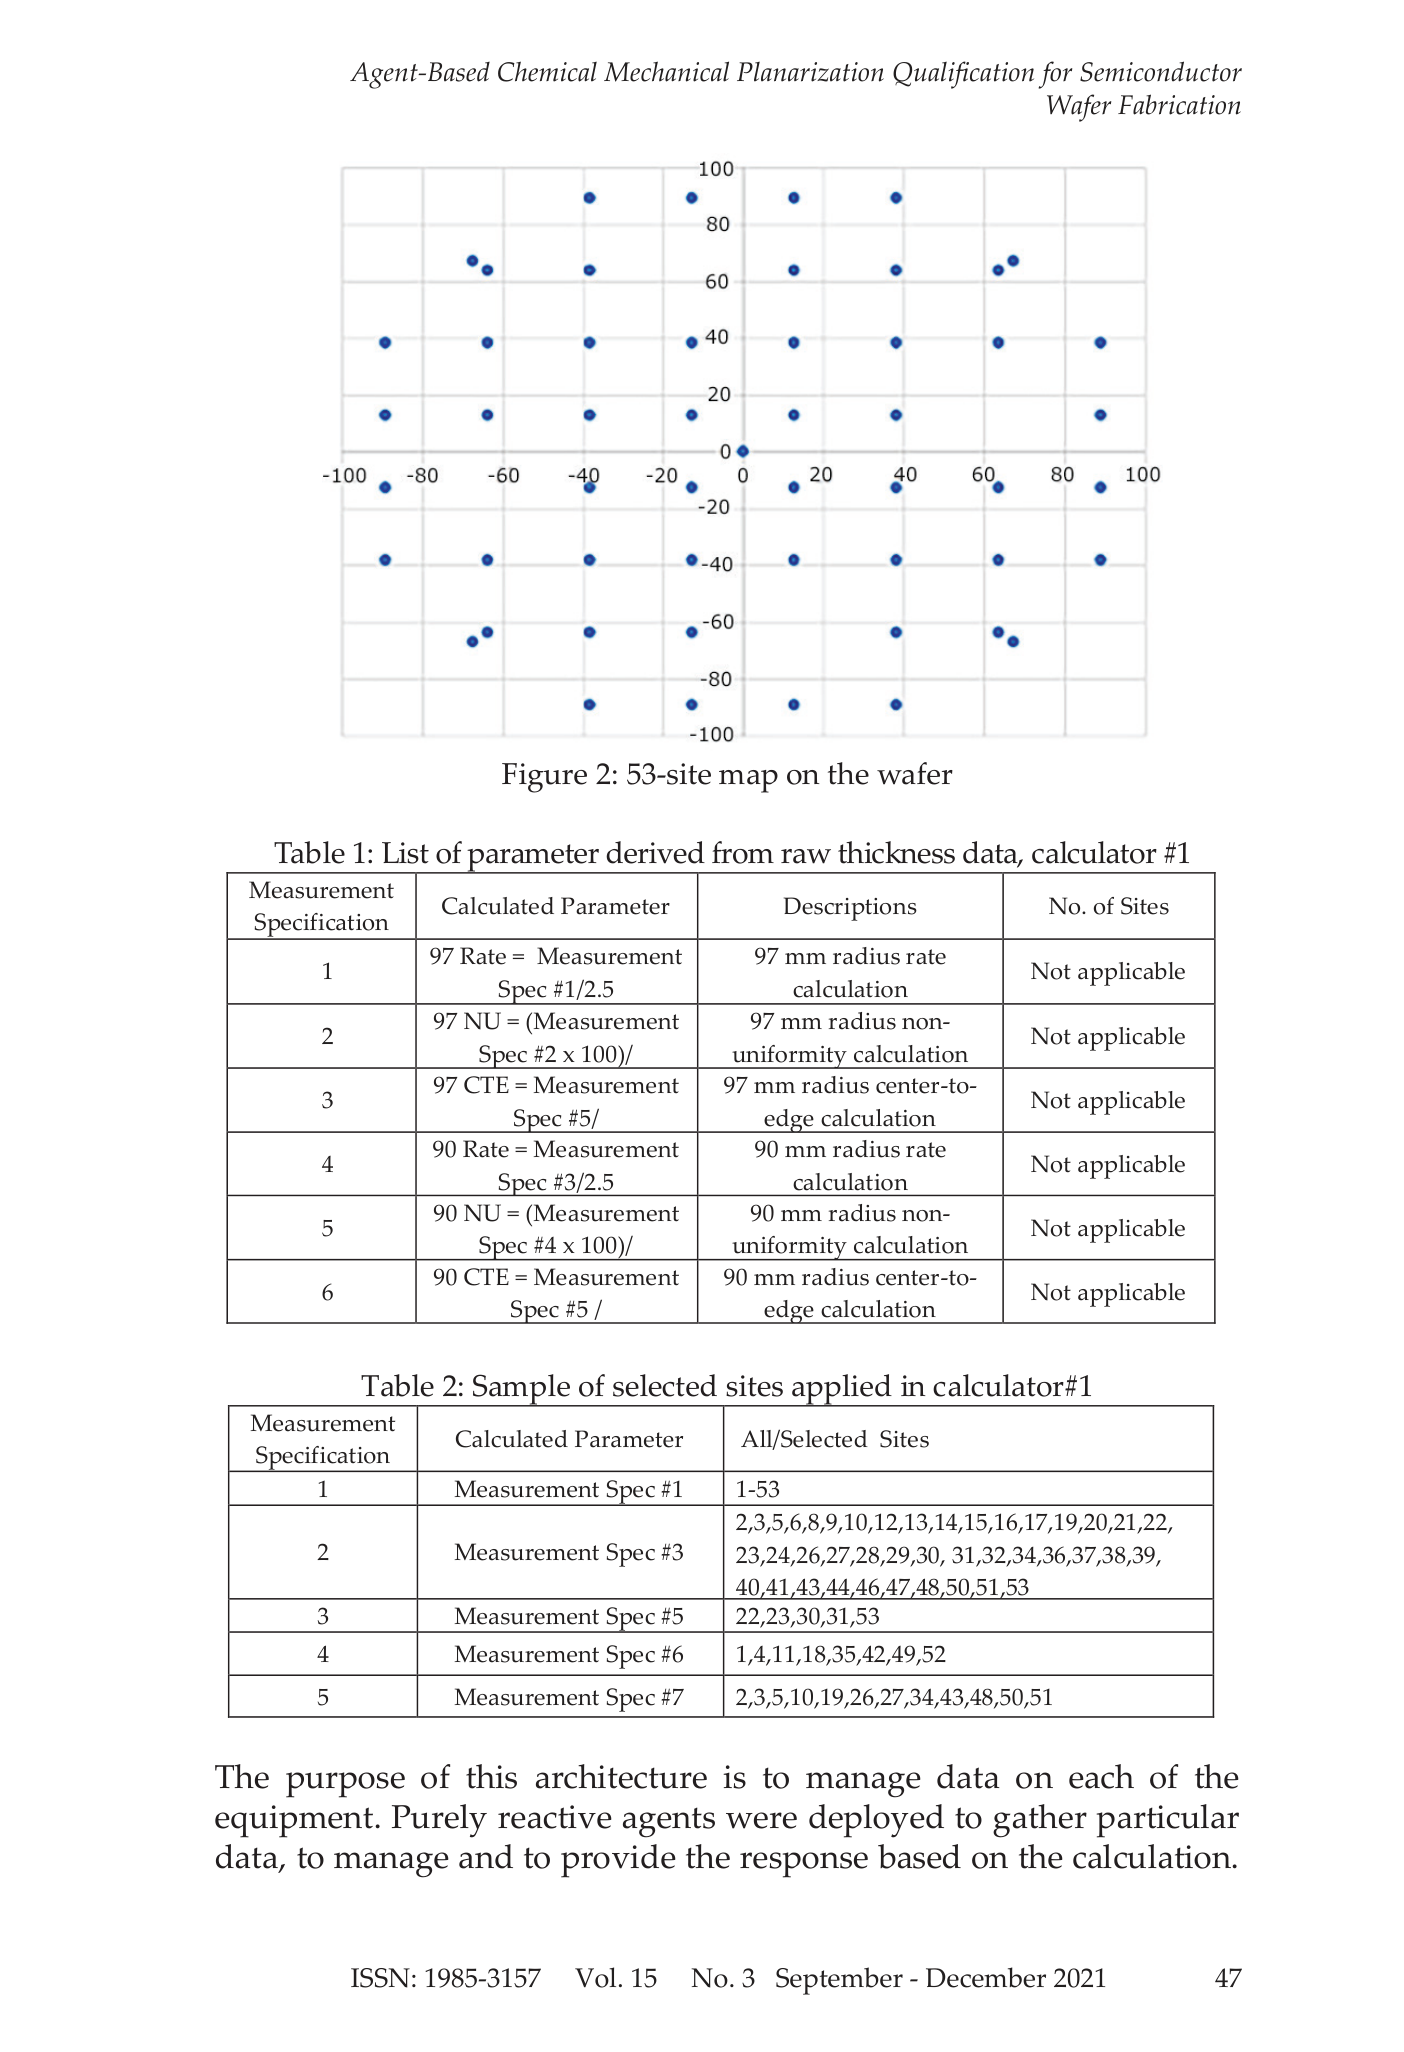 Agent-Based Chemical Mechanical Planarization Qualification for Semiconductor
Wafer Fabrication
100
80
60
40
20
0
-100 -80 -60 -40 -20 0 20 40 60 80 100
-20
-40
-60
-80
-100
Figure 2: 53-site map on the wafer
Table 1: List of parameter derived from raw thickness data, calculator #1
Measurement
Specification
Calculated Parameter
Descriptions
No. of Sites
1
97 Rate = Measurement
Spec #1/2.5
97 mm radius rate
calculation
Not applicable
2
97 NU = (Measurement
Spec #2 x 100)/
97 mm radius non-
uniformity calculation
Not applicable
3
97 CTE = Measurement
Spec #5/
97 mm radius center-to-
edge calculation
Not applicable
4
90 Rate = Measurement
Spec #3/2.5
90 mm radius rate
calculation
Not applicable
5
90 NU = (Measurement
Spec #4 x 100)/
90 mm radius non-
uniformity calculation
Not applicable
6
90 CTE = Measurement
Spec #5 /
90 mm radius center-to-
edge calculation
Not applicable
Table 2: Sample of selected sites applied in calculator#1
Measurement
Specification
Calculated Parameter
All/Selected Sites
1
Measurement Spec #1
1-53
2
Measurement Spec #3
2,3,5,6,8,9,10,12,13,14,15,16,17,19,20,21,22,
23,24,26,27,28,29,30, 31,32,34,36,37,38,39,
40,41,43,44,46,47,48,50,51,53
3
Measurement Spec #5
22,23,30,31,53
4
Measurement Spec #6
1,4,11,18,35,42,49,52
5
Measurement Spec #7
2,3,5,10,19,26,27,34,43,48,50,51
The purpose of this architecture is to manage data on each of the
equipment. Purely reactive agents were deployed to gather particular
data, to manage and to provide the response based on the calculation.
ISSN: 1985-3157 Vol. 15 No. 3 September - December 2021 47